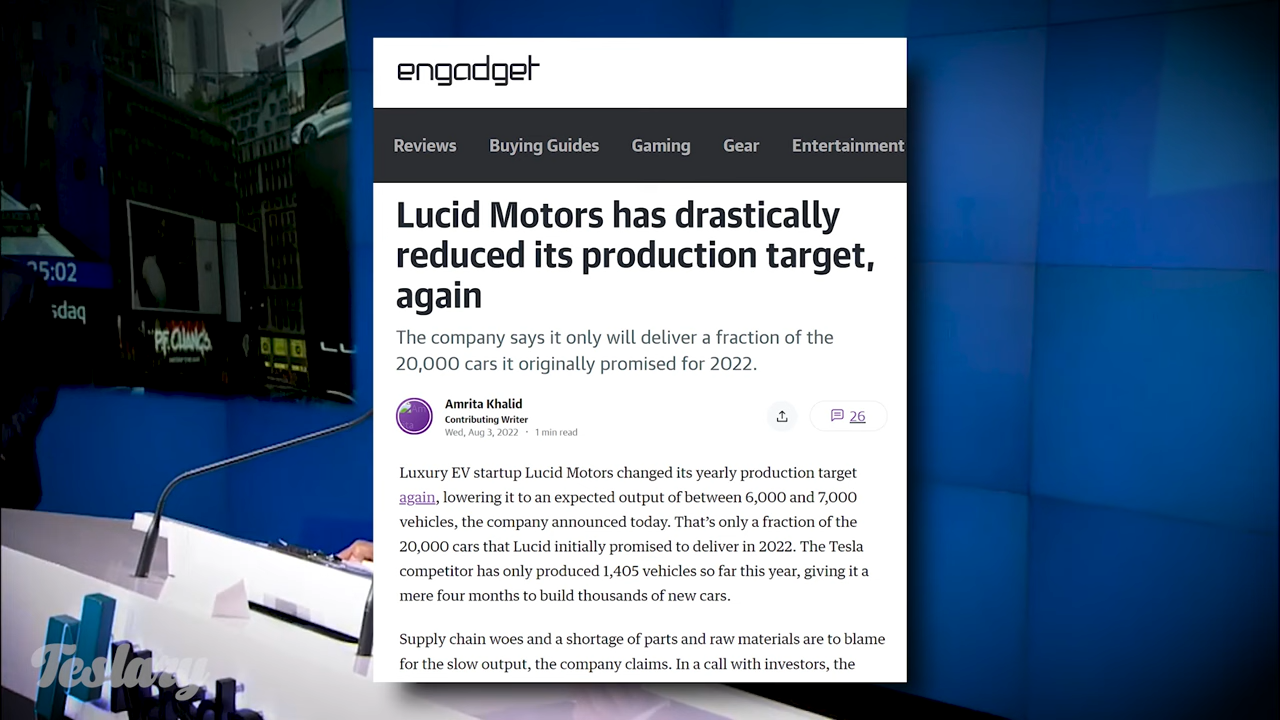 engadget
Reviews Buying Guides Gaming Gear Entertainment
Lucid Motors has drastically
reduced its production target,
again
The company says it only will deliver a fraction of the
20,000 cars it originally promised for 2022.
Amrita Khalid
Contributing Writer
Wed, Aug 3, 2022 · 1 min read
26
Luxury EV startup Lucid Motors changed its yearly production target
again, lowering it to an expected output of between 6,000 and 7,000
vehicles, the company announced today. That's only a fraction of the
20,000 cars that Lucid initially promised to deliver in 2022. The Tesla
competitor has only produced 1,405 vehicles so far this year, giving it a
mere four months to build thousands of new cars.
Supply chain woes and a shortage of parts and raw materials are to blame
for the slow output, the company claims. In a call with investors, the
5:02
sdaq
P.F. CHANG'S
Teslary